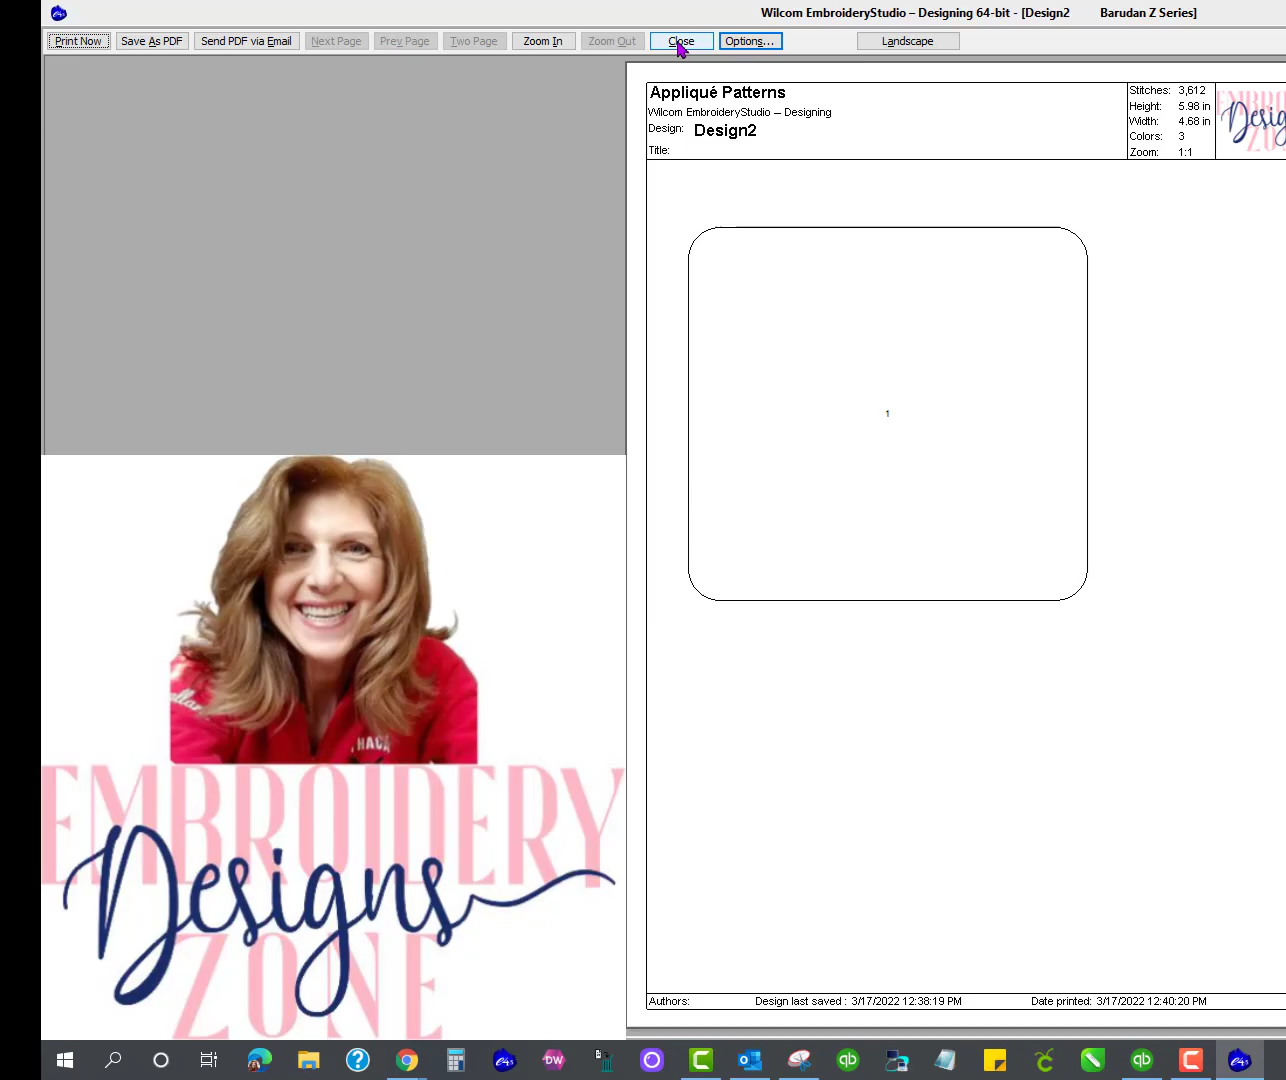 Wilcom EmbroideryStudio – Designing 64-bit - [Design2 Barudan Z Series]
Print Now Save As PDF Send PDF via Email Next Page Prev Page Two Page Zoom In Zoom Out Close Options... Landscape
Appliqué Patterns
Wilcom EmbroideryStudio – Designing
Design: Design2
Title:
Stitches: 3,612
Height: 5.98 in
Width: 4.68 in
Colors: 3
Zoom: 1:1
1
EMBROIDERY
Designs
ZONE
Authors: Design last saved : 3/17/2022 12:38:19 PM Date printed: 3/17/2022 12:40:20 PM
DW
qb
qb